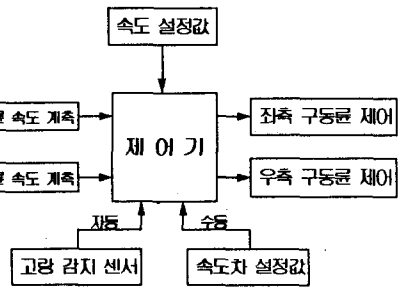 속도 설정값
륜 속도 계측
제 어 기
좌측 구동륜 제어
륜 속도 계측
우측 구동륜 제어
자동
수동
고랑 감지 센서
속도차 설정값